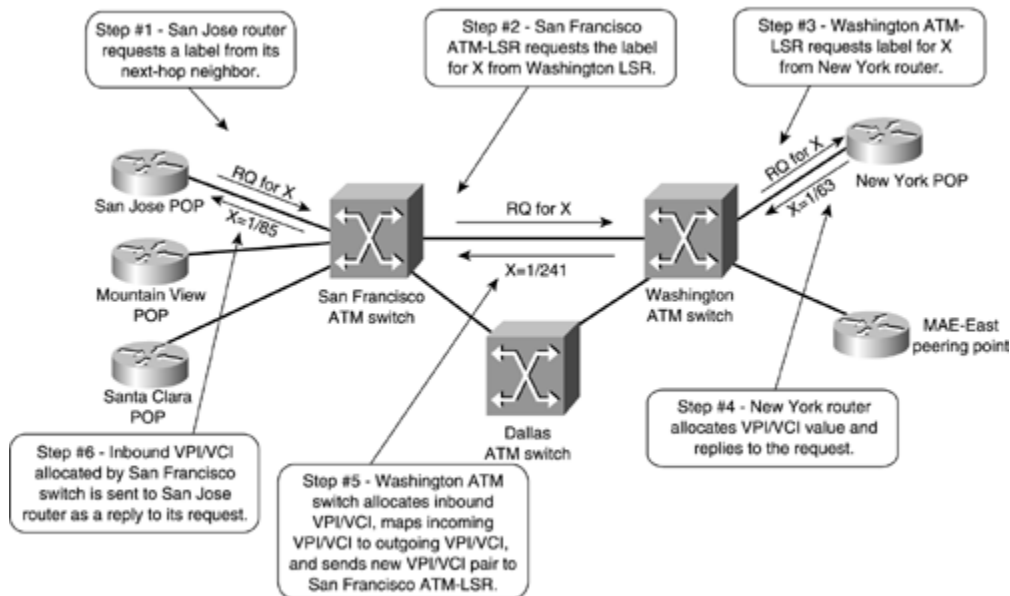 Step #1 - San Jose router
requests a label from its
next-hop neighbor.
Step #2 - San Francisco
ATM-LSR requests the label
for X from Washington LSR.
Step #3 - Washington ATM-
LSR requests label for X
from New York router.
RQ for X
San Jose POP
X=1/85
RQ for X
X=1/241
RQ for X
X=1/63
New York POP
Mountain View
POP
San Francisco
ATM switch
Washington
ATM switch
MAE-East
peering point
Santa Clara
POP
Dallas
ATM switch
Step #4 - New York router
allocates VPI/VCI value and
replies to the request.
Step #6 - Inbound VPI/VCI
allocated by San Francisco
switch is sent to San Jose
router as a reply to its request.
Step #5 - Washington ATM
switch allocates inbound
VPI/VCI, maps incoming
VPI/VCI to outgoing VPI/VCI,
and sends new VPI/VCI pair to
San Francisco ATM-LSR.